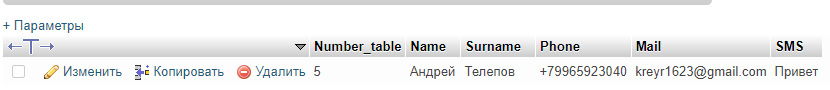 + Параметры
←T→ Number_table Name Surname Phone Mail SMS
Изменить Копировать Удалить 5 Андрей Телепов +79965923040 kreyr1623@gmail.com Привет